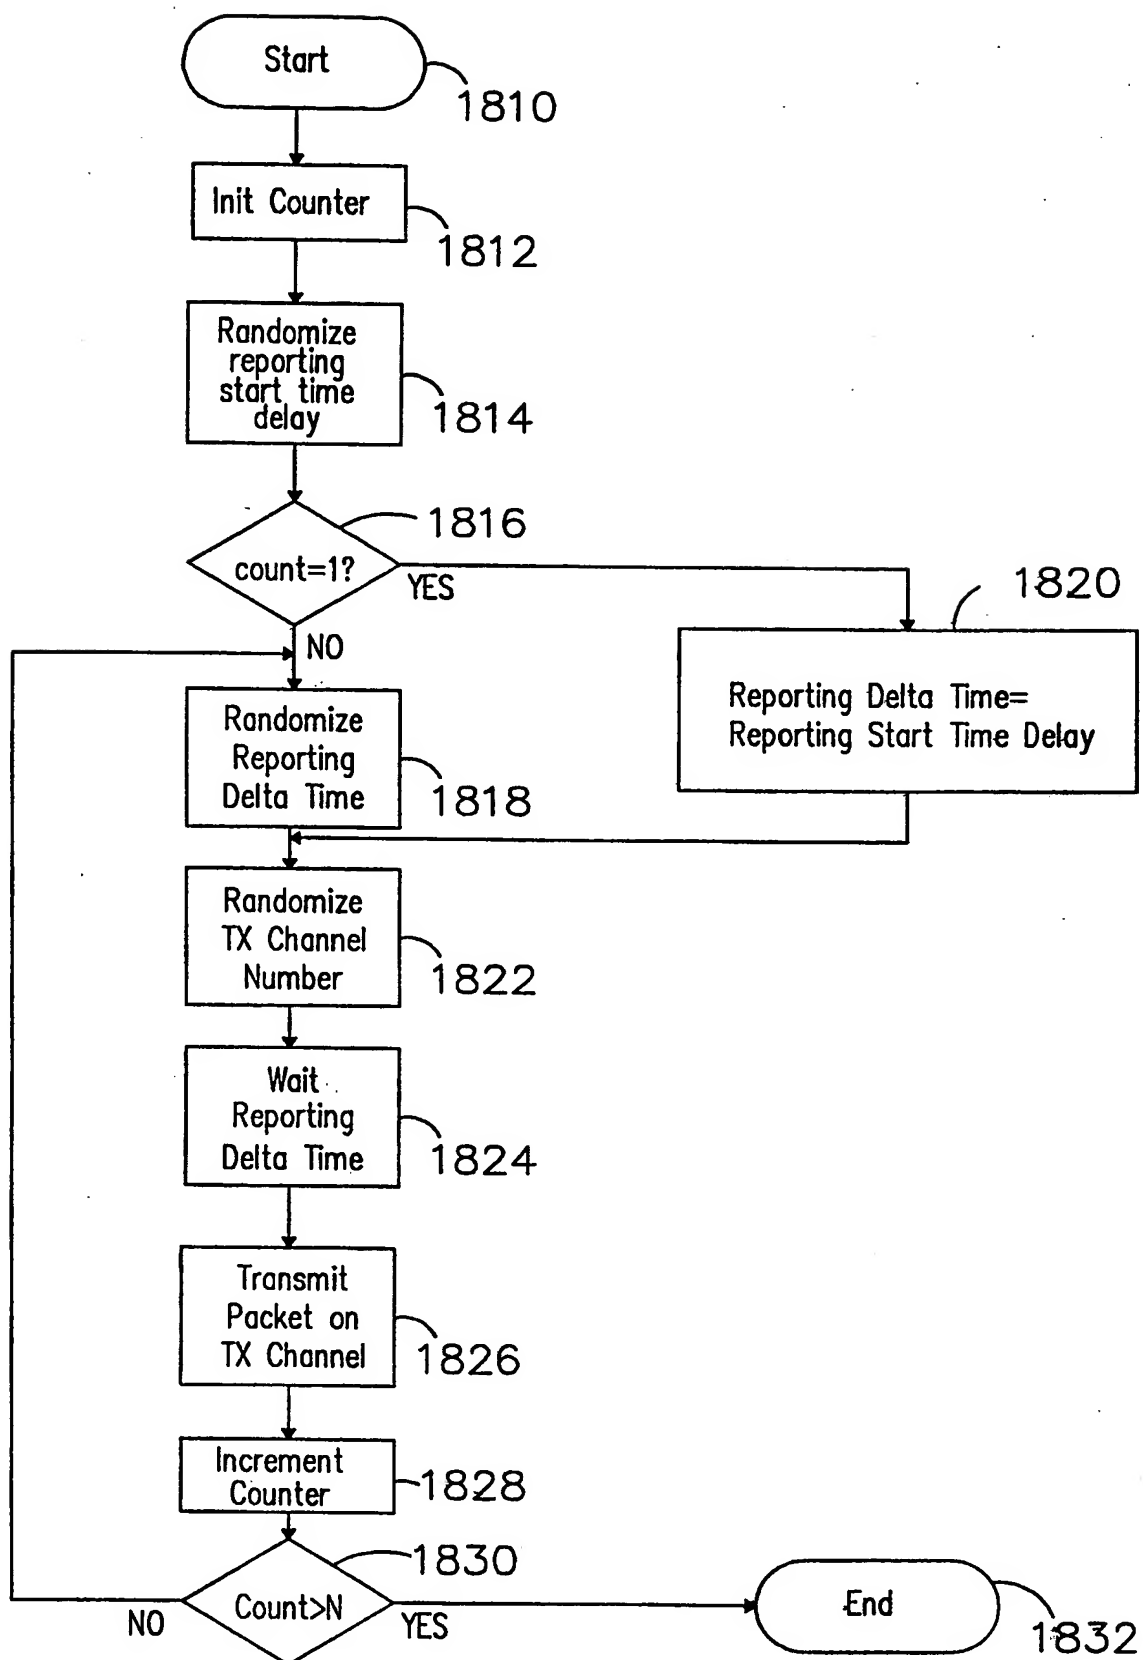 Start
1810
Init Counter
1812
Randomize
reporting
start time
delay
1814
1816
count=1?
YES
1820
NO
Reporting Delta Time=
Reporting Start Time Delay
Randomize
Reporting
Delta Time
1818
Randomize
TX Channel
Number
1822
Wait
Reporting
Delta Time
1824
Transmit
Packet on
TX Channel
1826
Increment
Counter
1828
1830
Count>N
NO
YES
End
1832